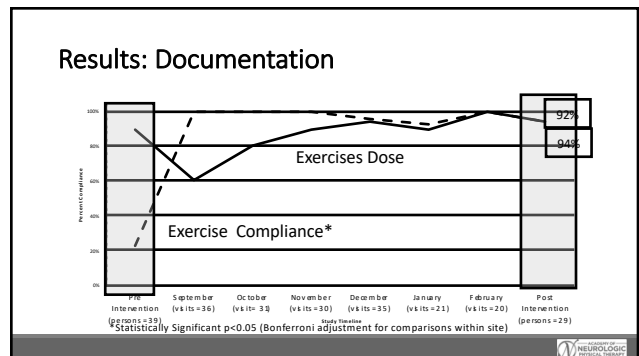 Results: Documentation
100%
80%
60%
40%
20%
0%
Percent Compliance
92%
94%
Exercises Dose
Exercise Compliance*
Pre
Intervention
(persons=39)
September
(visits=36)
October
(visit= 31)
November
(visits=30)
December
(visits=35)
January
(visits=21)
February
(visits=20)
Post
Intervention
(persons=29)
Study Timeline
*Statistically Significant p<0.05 (Bonferroni adjustment for comparisons within site)
ACADEMY OF
NEUROLOGIC
PHYSICAL THERAPY